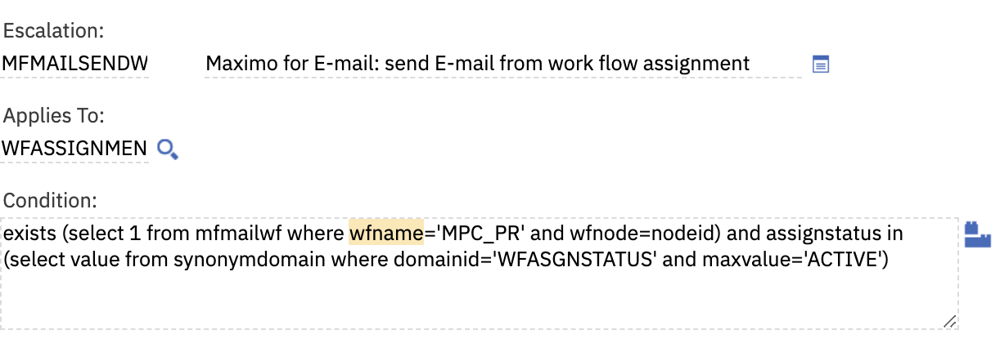 Escalation:
MFMAILSENDW Maximo for E-mail: send E-mail from work flow assignment
Applies To:
WFASSIGNMEN
Condition:
exists (select 1 from mfmailwf where wfname='MPC_PR' and wfnode=nodeid) and assignstatus in
(select value from synonymdomain where domainid='WFASGNSTATUS' and maxvalue='ACTIVE')